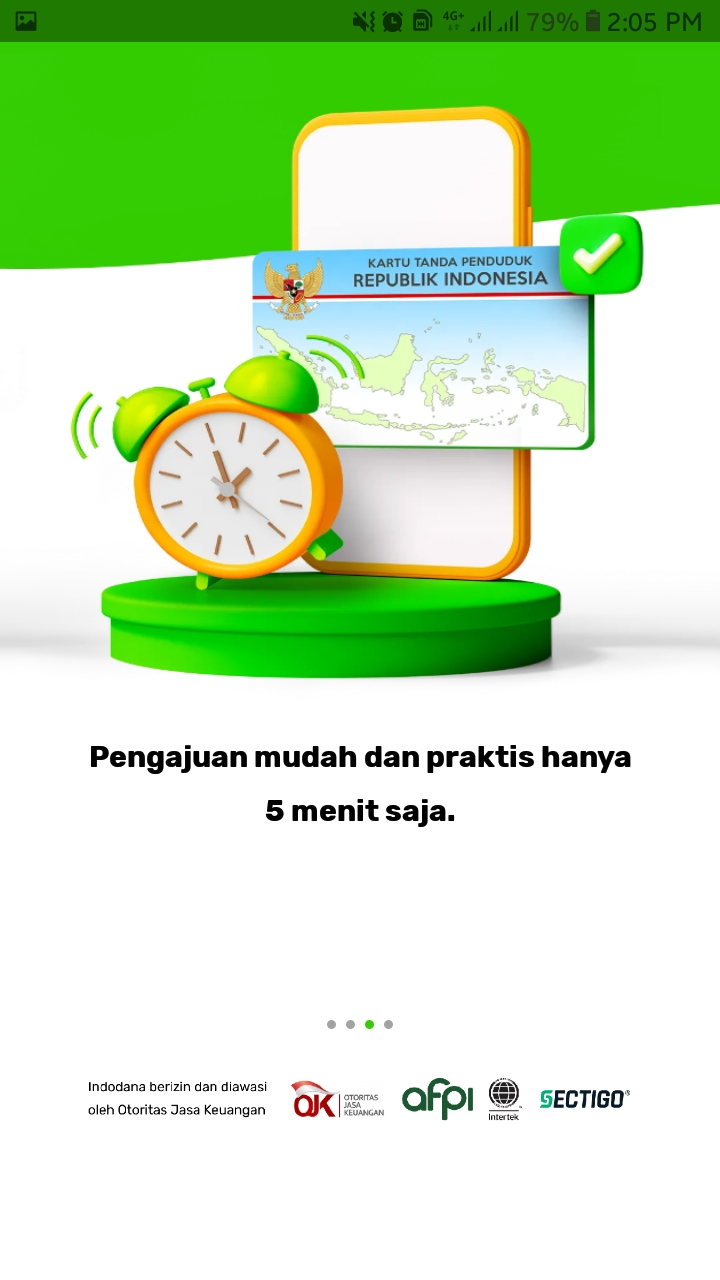 4G+ 79% 2:05 PM
KARTU TANDA PENDUDUK
REPUBLIK INDONESIA
Pengajuan mudah dan praktis hanya
5 menit saja.
Indodana berizin dan diawasi
oleh Otoritas Jasa Keuangan
OJK OTORITAS
JASA
KEUANGAN
afpi
Intertek
SECTIGO